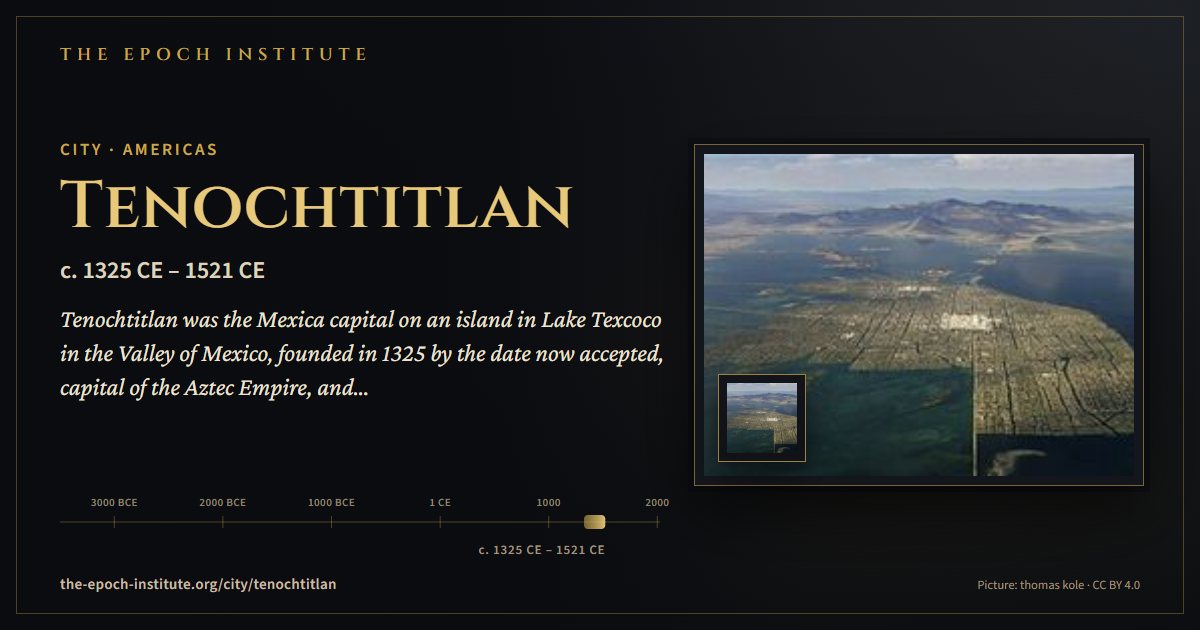 THE EPOCH INSTITUTE
CITY · AMERICAS
TENOCHTITLAN
c. 1325 CE – 1521 CE
Tenochtitlan was the Mexica capital on an island in Lake Texcoco
in the Valley of Mexico, founded in 1325 by the date now accepted,
capital of the Aztec Empire, and...
3000 BCE 2000 BCE 1000 BCE 1 CE 1000 2000
c. 1325 CE – 1521 CE
the-epoch-institute.org/city/tenochtitlan
Picture: thomas kole · CC BY 4.0